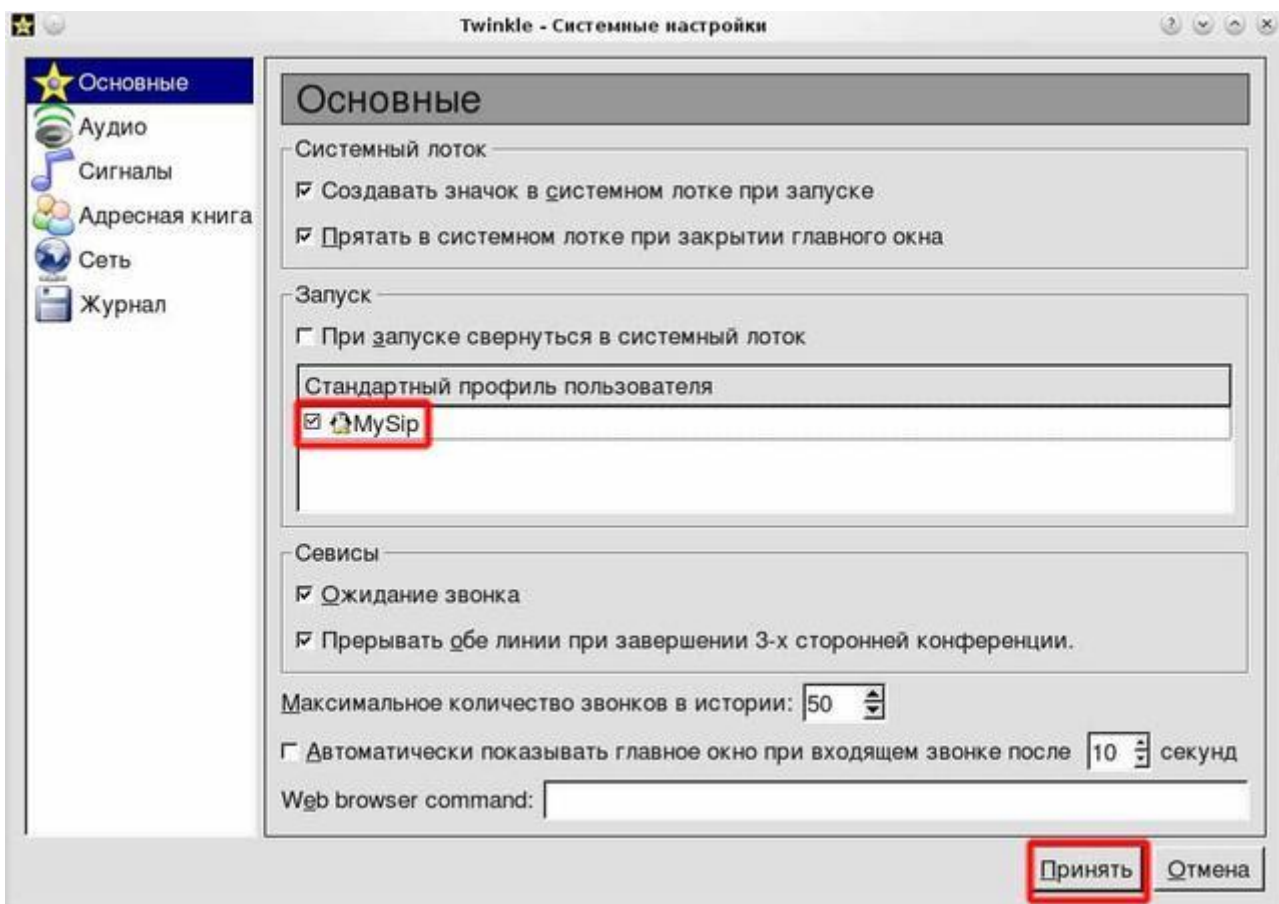 Twinkle - Системные настройки
Основные
Аудио
Сигналы
Адресная книга
Сеть
Журнал
Основные
Системный лоток
Создавать значок в системном лотке при запуске
Прятать в системном лотке при закрытии главного окна
Запуск
При запуске свернуться в системный лоток
Стандартный профиль пользователя
MySip
Севисы
Ожидание звонка
Прерывать обе линии при завершении 3-х сторонней конференции.
Максимальное количество звонков в истории: 50
Автоматически показывать главное окно при входящем звонке после 10 секунд
Web browser command:
Принять Отмена